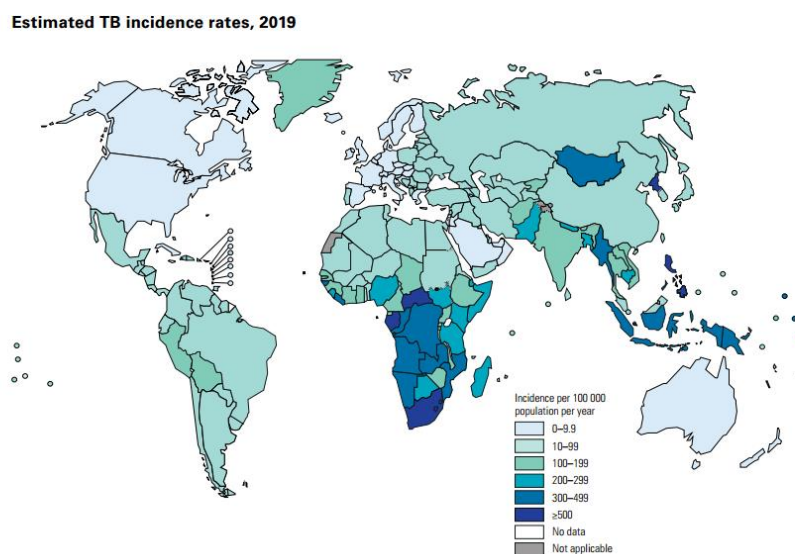 Estimated TB incidence rates, 2019
Incidence per 100 000
population per year
0–9.9
10–99
100–199
200–299
300–499
≥500
No data
Not applicable